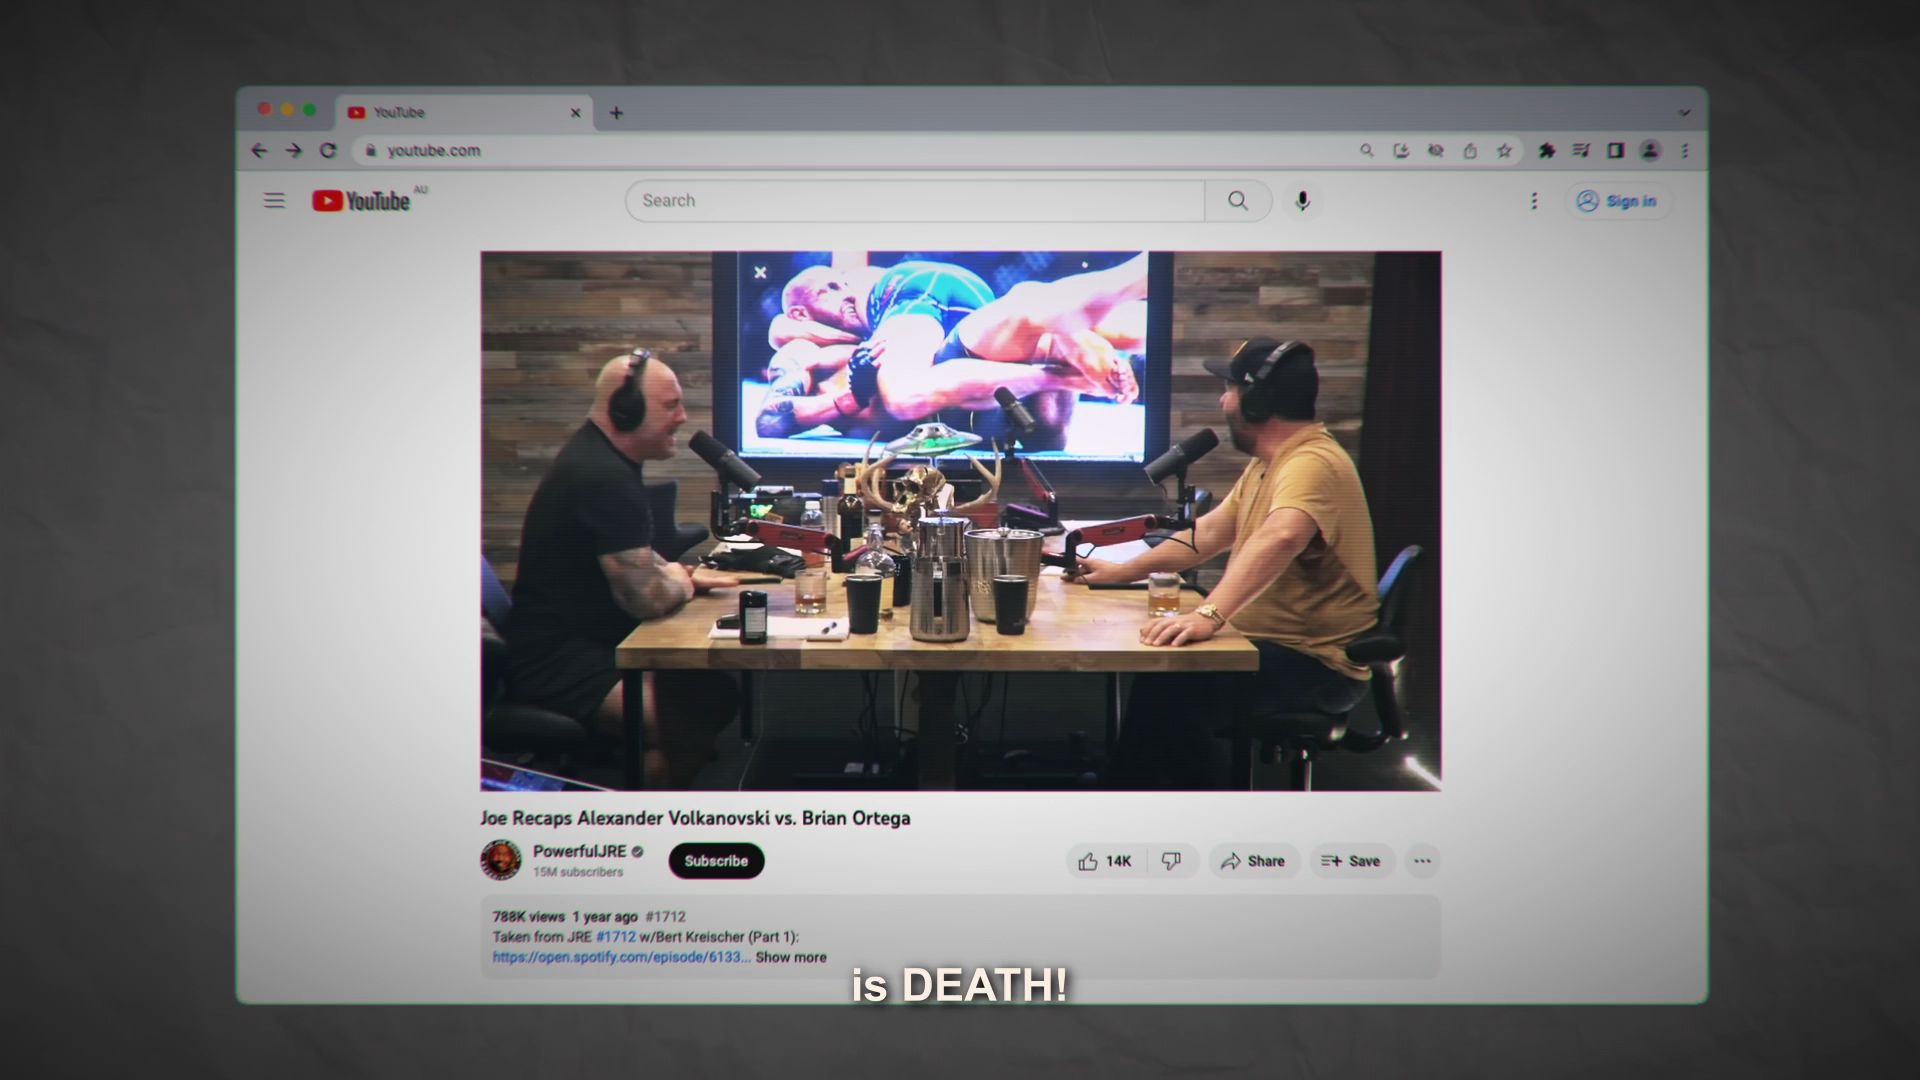 YouTube
youtube.com
YouTube AU
Search
Sign in
Joe Recaps Alexander Volkanovski vs. Brian Ortega
PowerfulJRE
15M subscribers
Subscribe
14K
Share
Save
788K views 1 year ago #1712
Taken from JRE #1712 w/Bert Kreischer (Part 1):
https://open.spotify.com/episode/6133... Show more
is DEATH!